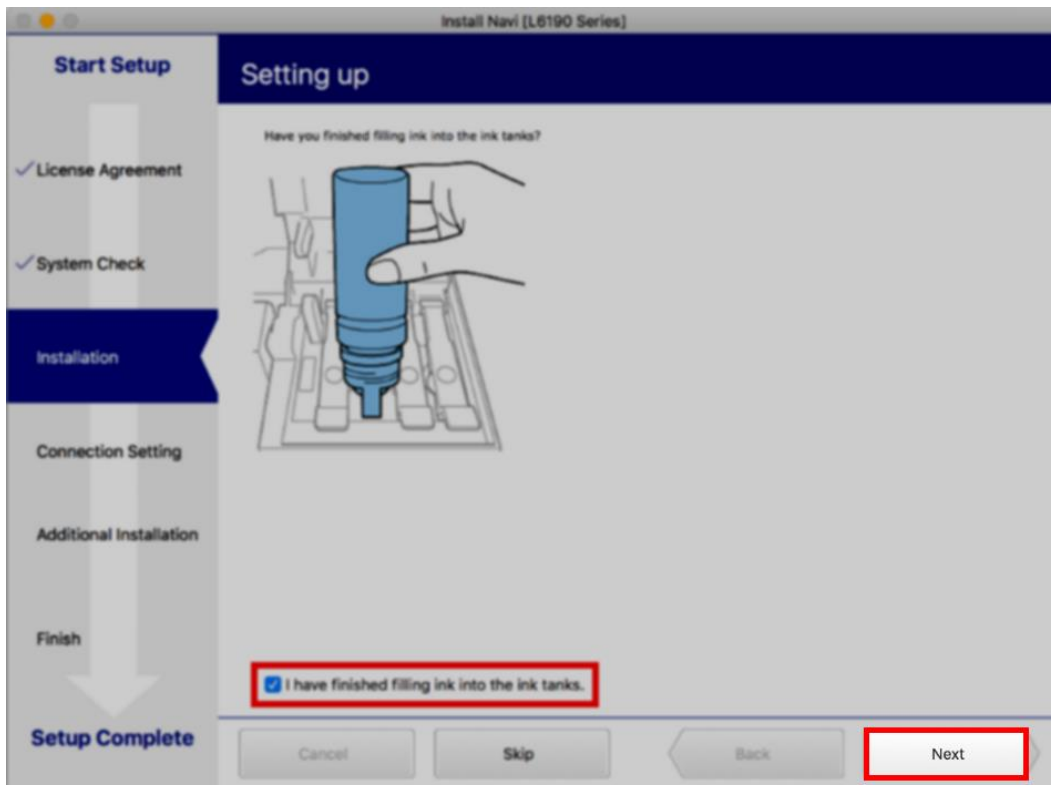 Install Navi [L6190 Series]
Start Setup
Setting up
Have you finished filling ink into the ink tanks?
License Agreement
System Check
Installation
Connection Setting
Additional Installation
Finish
I have finished filling ink into the ink tanks.
Setup Complete
Cancel
Skip
Back
Next